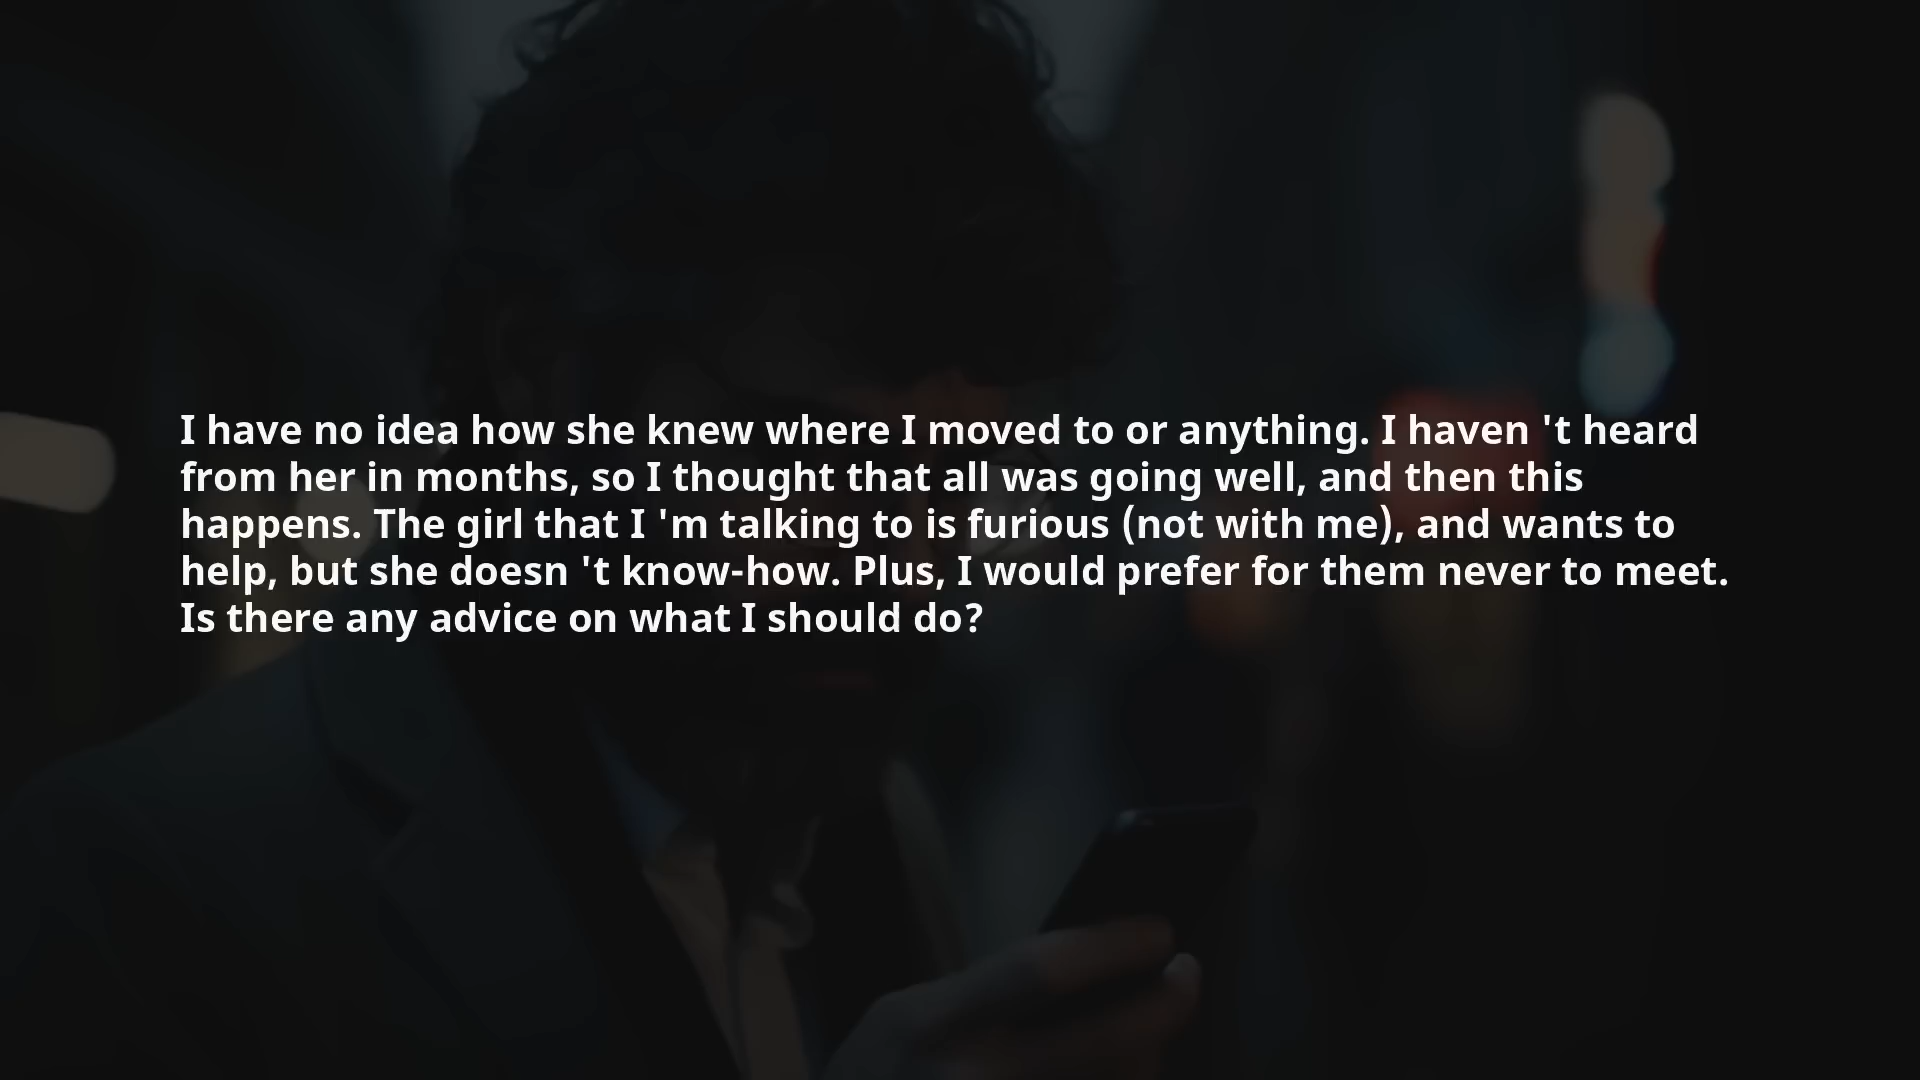 I have no idea how she knew where I moved to or anything. I haven 't heard
from her in months, so I thought that all was going well, and then this
happens. The girl that I 'm talking to is furious (not with me), and wants to
help, but she doesn 't know-how. Plus, I would prefer for them never to meet.
Is there any advice on what I should do?